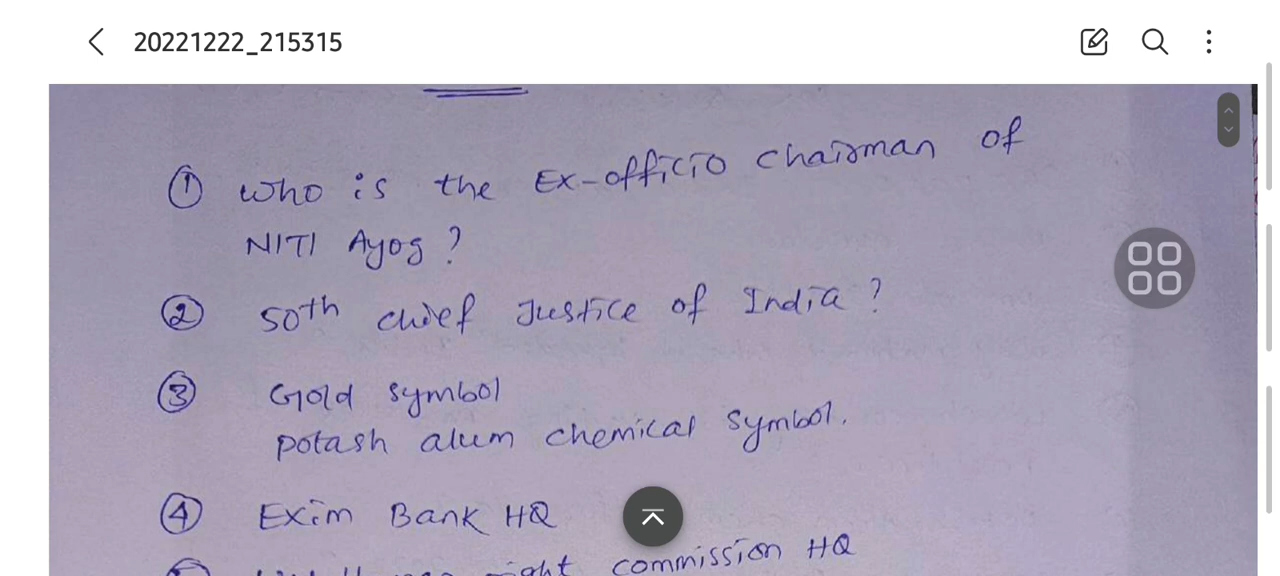 20221222_215315
① Who is the Ex-officio chairman of
NITI Ayog ?
② 50th chief Justice of India ?
③ Gold symbol
potash alum chemical symbol.
④ Exim Bank HQ
commission HQ